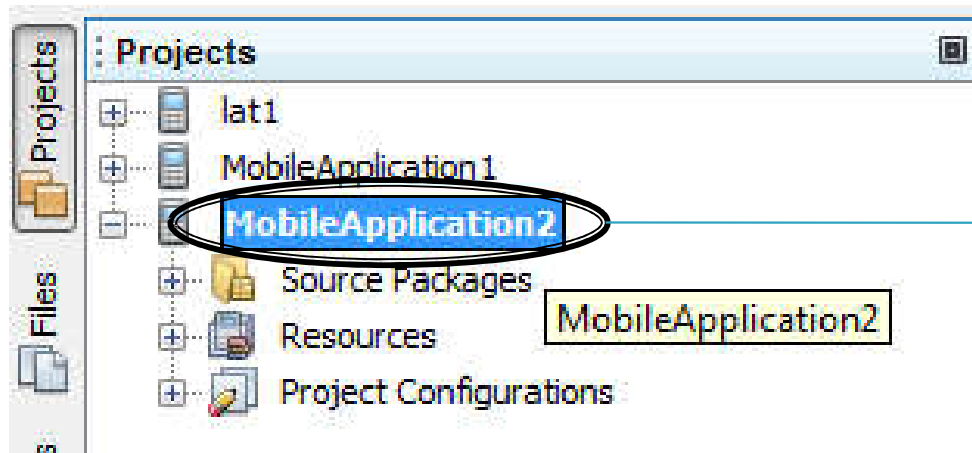 Projects
Projects
lat1
MobileApplication1
MobileApplication2
Source Packages
MobileApplication2
Resources
Project Configurations
Files